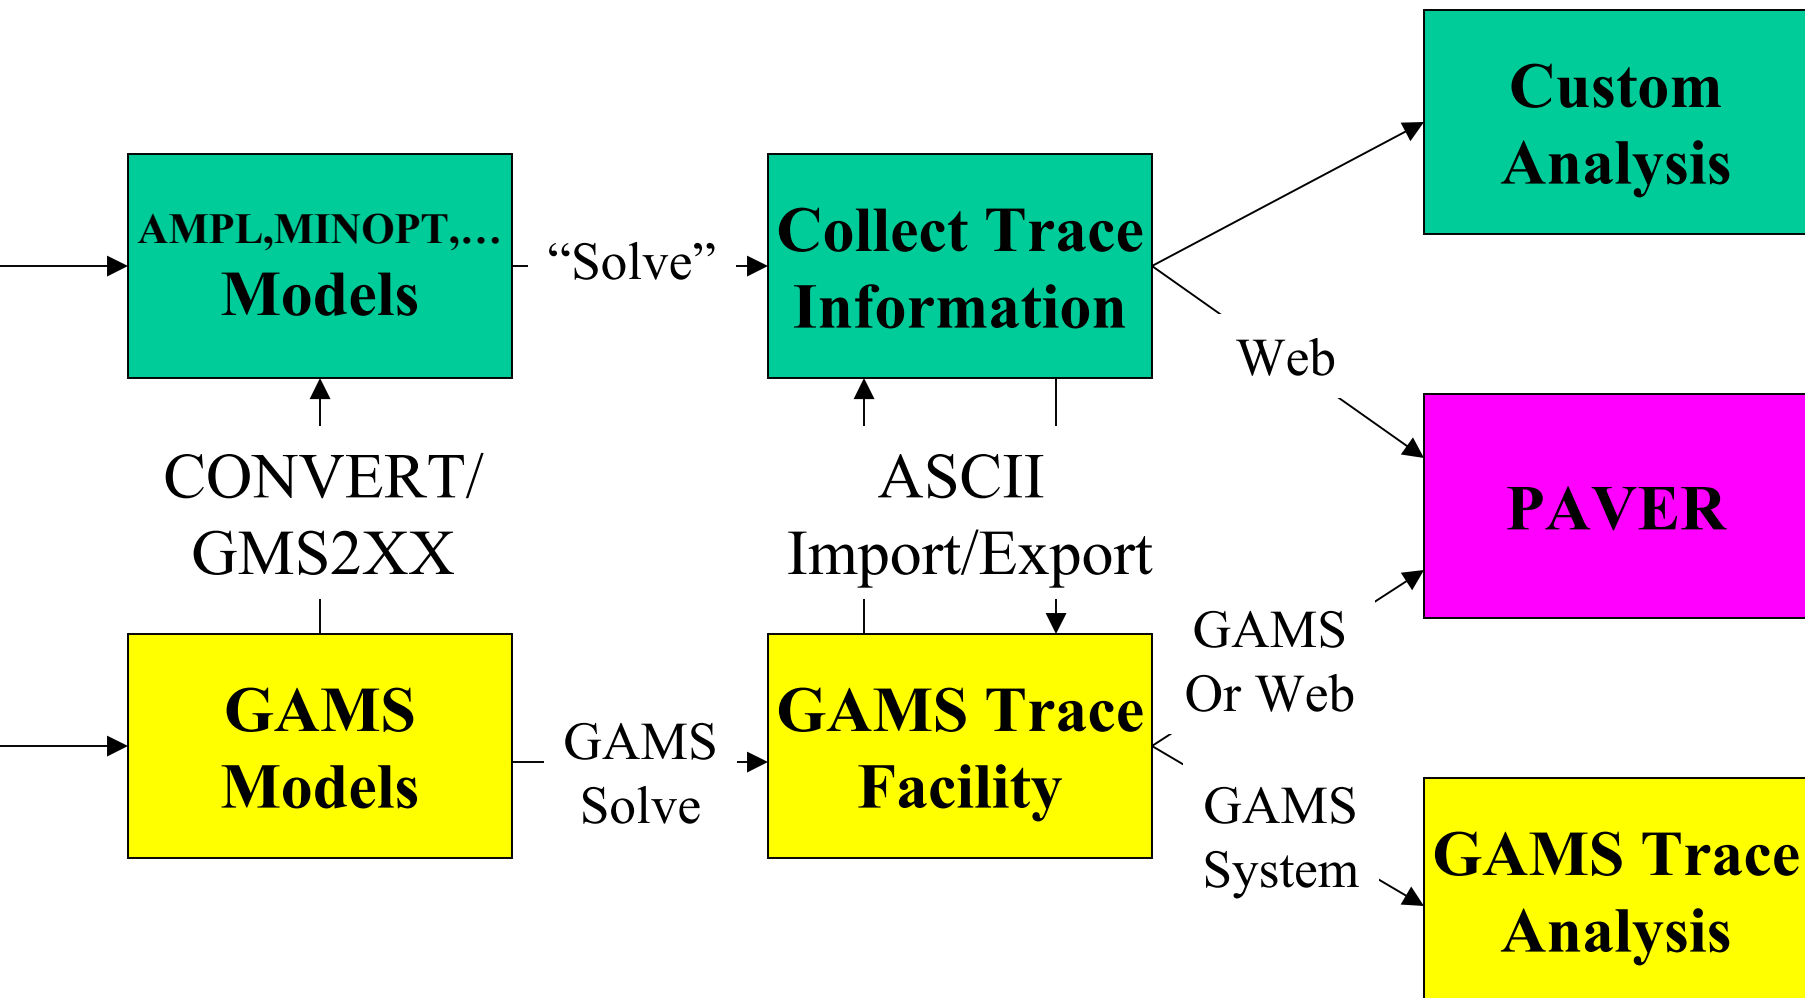 Custom
Analysis
AMPL,MINOPT,…
Models
“Solve”
Collect Trace
Information
Web
CONVERT/
GMS2XX
ASCII
Import/Export
PAVER
GAMS
Models
GAMS
Solve
GAMS Trace
Facility
GAMS
Or Web
GAMS
System
GAMS Trace
Analysis